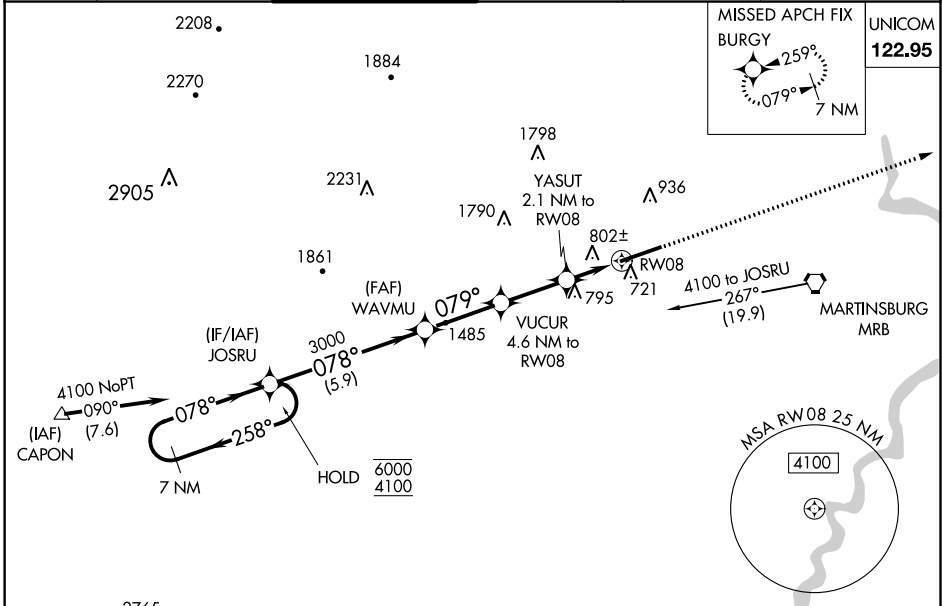 MISSED APCH FIX
BURGY
259°
079°
7 NM
UNICOM
122.95
2208
1884
2270
1798
2905
2231
YASUT
2.1 NM to
RW08
936
1790
802±
1861
RW08
(FAF)
WAVMU
079°
795
721
4100 to JOSRU
267°
(19.9)
MARTINSBURG
MRB
1485
VUCUR
4.6 NM to
RW08
(IF/IAF)
JOSRU
3000
078°
(5.9)
4100 NoPT
090°
(7.6)
(IAF)
CAPON
078°
258°
7 NM
HOLD
6000
4100
MSA RW08 25 NM
4100